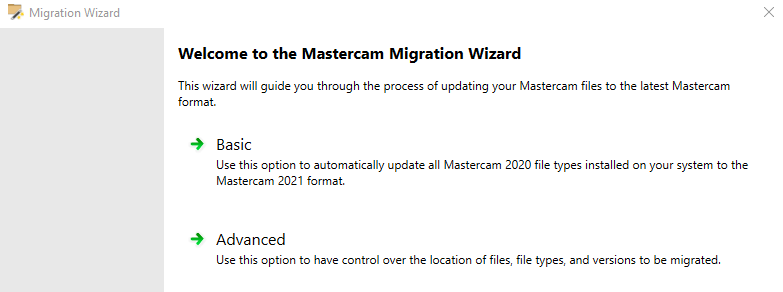 Migration Wizard
Welcome to the Mastercam Migration Wizard
This wizard will guide you through the process of updating your Mastercam files to the latest Mastercam
format.
Basic
Use this option to automatically update all Mastercam 2020 file types installed on your system to the
Mastercam 2021 format.
Advanced
Use this option to have control over the location of files, file types, and versions to be migrated.